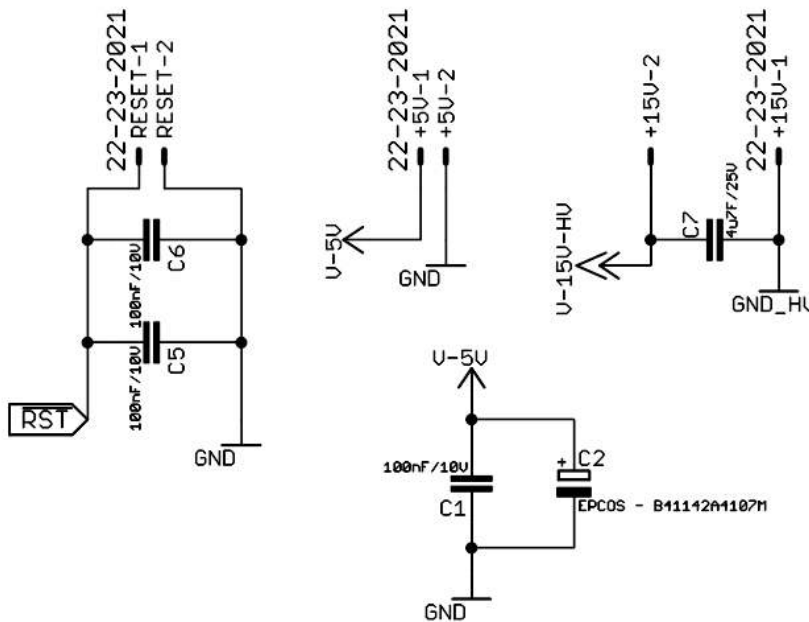 22-23-2021
RESET-1
RESET-2
100nF/10V
C6
100nF/10V
C5
RST
GND
22-23-2021
+5V-1
+5V-2
V-5V
GND
+15V-2
22-23-2021
+15V-1
C7
4u7F/25V
V-15V-HV
GND_HV
V-5V
100nF/10V
C1
+
C2
EPCOS - B41142A4107M
GND